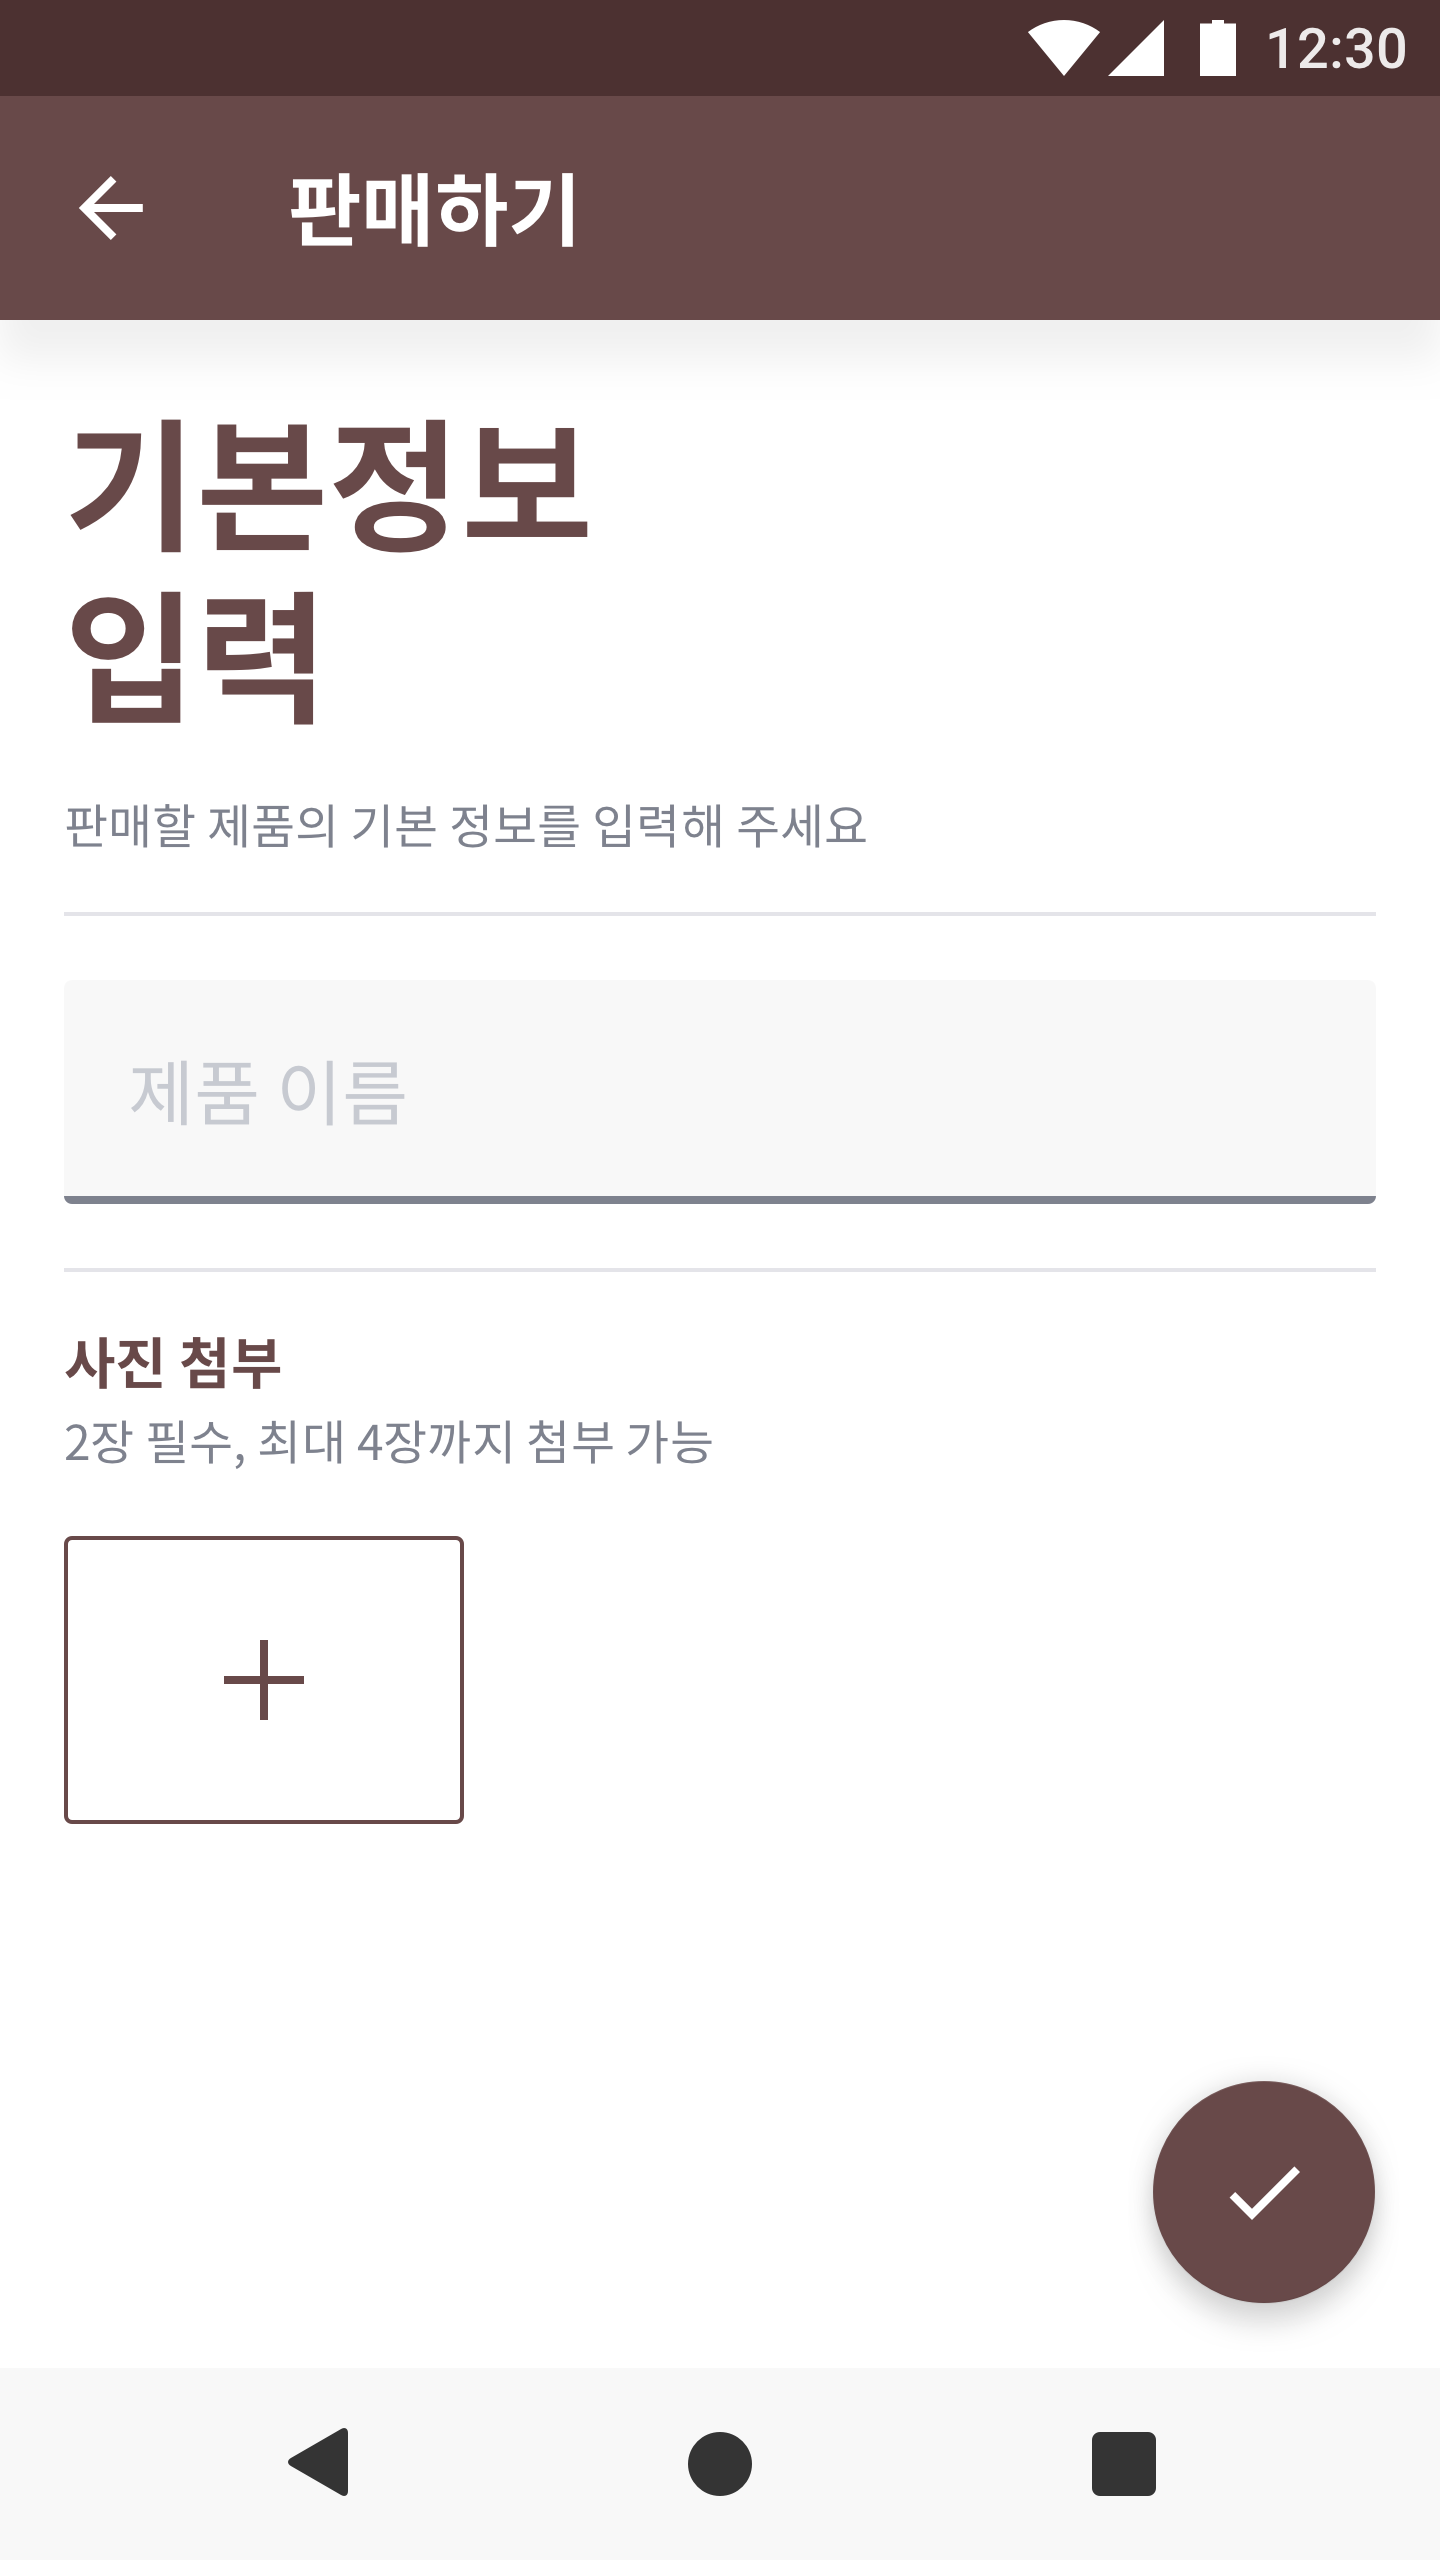 12:30
판매하기
기본정보
입력
판매할 제품의 기본 정보를 입력해 주세요
제품 이름
사진 첨부
2장 필수, 최대 4장까지 첨부 가능